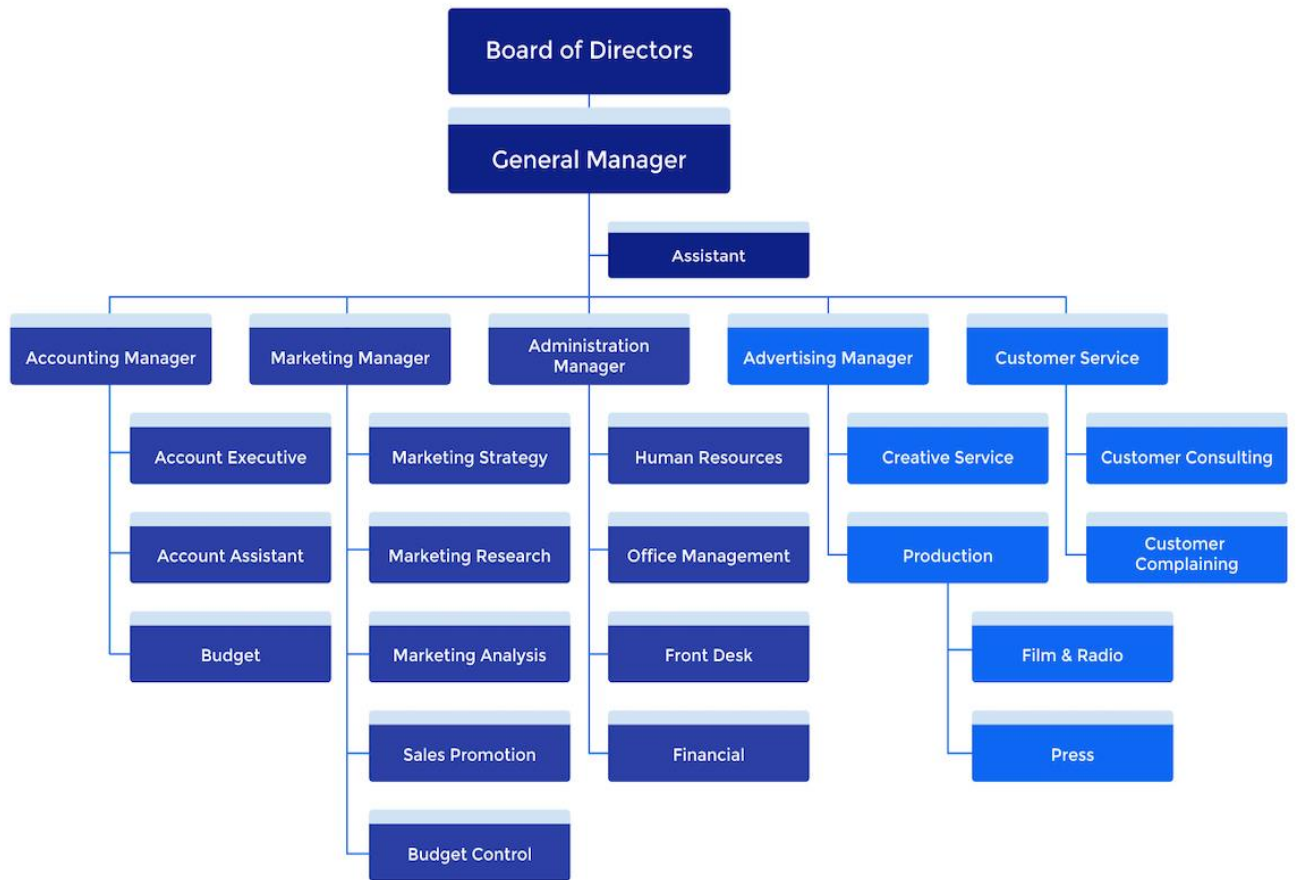 Board of Directors
General Manager
Assistant
Accounting Manager
Marketing Manager
Administration
Manager
Advertising Manager
Customer Service
Account Executive
Marketing Strategy
Human Resources
Creative Service
Customer Consulting
Account Assistant
Marketing Research
Office Management
Production
Customer
Complaining
Budget
Marketing Analysis
Front Desk
Film & Radio
Sales Promotion
Financial
Press
Budget Control